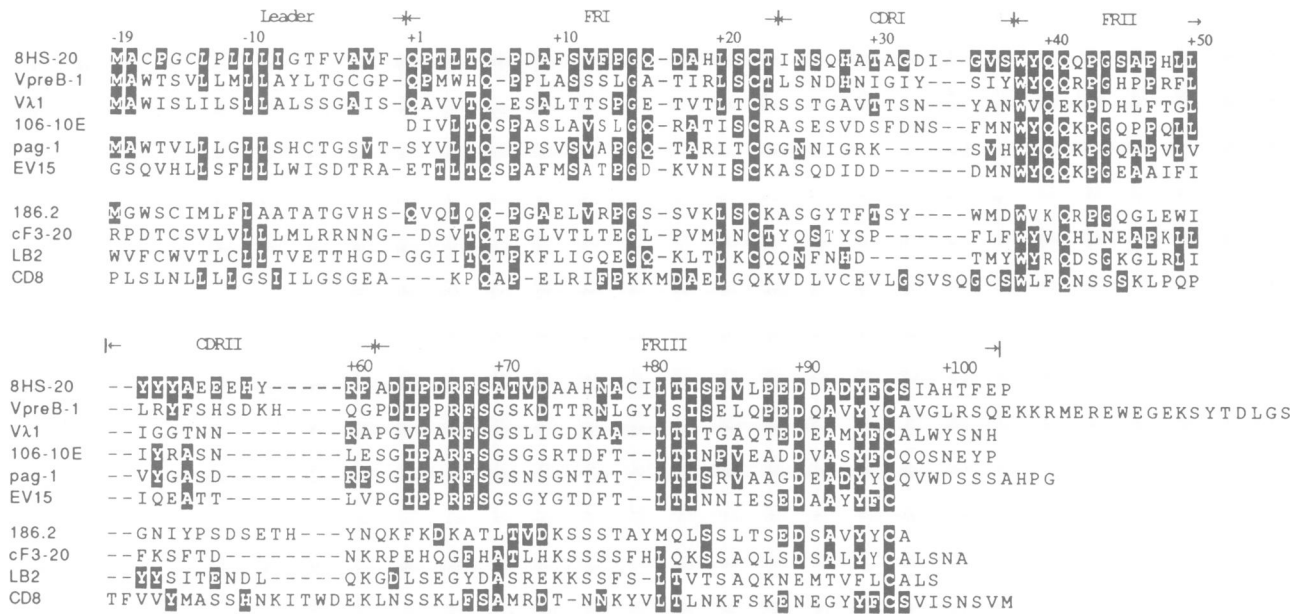 Leader FRI CDRI FRII
-19 -10 +1 +10 +20 +30 +40 +50
8HS-20 MACPGCLPLLLIGTFVAVF-QPTLTQ-PDAFSVFPGQ-DAHLSCTINSQHATAGDI--GVSWYQQQPGSAPHLL
VpreB-1 MAWTSVLLMLLAYLTGCGP-QPMWHQ-PPLASSSLGA-TIRLSCTLSNDHNIGIY---SIYWYQQRPGHPPRFL
Vλ1 MAWISLILSLLALSSGAIS-QAVVTQ-ESALTTSPGE-TVTLTCRSSTGAVTTSN---YANWVQEKPDHLFTGL
106-10E DIVLTQSPASLAVSLGQ-RATISCRASESVDSFDNS--FMNWYQQKPGQPPQLL
pag-1 MAWTVLLLGLLSHCTGSVT-SYVLTQ-PPSVSVAPGQ-TARITCGGNNIGRK-----SVHWYQQKPGQAPVLV
EV15 GSQVHLLSFLLLWISDTRA-ETTLTQSPAFMSATPGD-KVNISCKASQDIDD------DMNWYQQKPGEAAIFI
186.2 MGWSCIMLFLAATATGVHS-QVQLQQ-PGAELVRPGS-SVKLSCKASGYTFTSY----WMDWVKQRPGQGLEWI
cF3-20 RPDTCSVLVLLLMLRRNNG-DSVTQTEGLVTLTEGL-PVMLNCTYQSTYSP------FLFWYVQHLNEAPKLL
LB2 WVFCWVTLCLLTVETTHGD-GGIITQTPKFLIGQEGQ-KLTLKCQQNFNHD------TMYWYRQDSGKGLRLI
CD8 PLSLNLLLLGSIILGSGEA---KPQAP-ELRIFPKKMDAELGQKVDLVCEVLGSVSQGCSWLFQNSSSKLPQP
CDRII FRIII
+60 +70 +80 +90 +100
8HS-20 --YYYAEEEHY-----RPADIPDRFSATVDAAHNACILTISPVLPEDDADYFCSIAHTFEP
VpreB-1 --LRYFSHSDKH----QGPDIPPRFSGSKDTTRNLGYLSISELQPEDQAVYYCAVGLRSQEKKRMEREWEGEKSYTDLGS
Vλ1 --IGGTNN--------RAPGVPARFSGSLIGDKAA--LTITGAQTEDEAMYFCALWYSNH
106-10E --IYRASN--------LESGIPARFSGSGSRTDFT--LTINPVEADDVASYFCQQSNEYP
pag-1 --VYGASD--------RPSGIPERFSGSNSGNTAT--LTISRVAAGDEADYYCQVWDSSSAHPG
EV15 --IQEATT--------LVPGIPPRFSGSGYGTDFT--LTINNIESEDAAYYFC
186.2 --GNIYPSDSETH---YNQKFKDKATLTVDKSSSTAYMQLSSLTSEDSAVYYCA
cF3-20 --FKSFTD--------NKRPEHQGFHATLHKSSSSFHLQKSSAQLSDSALYYCALSNA
LB2 --YYSITENDL-----QKGDLSEGYDASREKKSSFS-LTVTSAQKNEMTVFLCALS
CD8 TFVVYMASSHNKITWDEKLNSSKLFSAMRDT-NNKYVLTLNKFSKENEGYYFCSVISNSVM